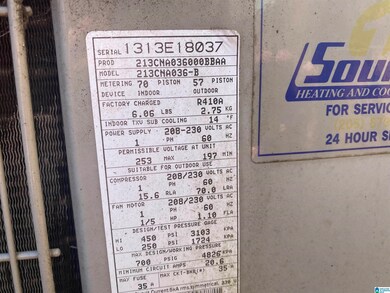 SERIAL 1313E18037
PROD 213CNA036000BBAA
MODEL 213CNA036-B
METERING 70 PISTON 57 PISTON
DEVICE INDOOR OUTDOOR
FACTORY CHARGED R410A
6.06 LBS 2.75 KG
INDOOR TXV SUB COOLING 14 °F
POWER SUPPLY 208-230 VOLTS AC
1 PH 60 HZ
PERMISSIBLE VOLTAGE AT UNIT
253 MAX 197 MIN
SUITABLE FOR OUTDOOR USE
COMPRESSOR 208/230 VOLTS AC
1 PH 60 HZ
15.6 RLA 70.0 LRA
FAN MOTOR 208/230 VOLTS AC
1 PH 60 HZ
1/5 HP 1.10 FLA
DESIGN/TEST PRESSURE GAGE
HI 450 PSI 3103 KPA
LO 250 PSI 1724 KPA
MAX DESIGN/WORKING PRESSURE
700 PSIG 4826 KPA
MINIMUM CIRCUIT AMPS 20.6
MAX FUSE
35 A 35 A
Sou
HEATING AND CO
FOR SERVIC
24 HOUR S